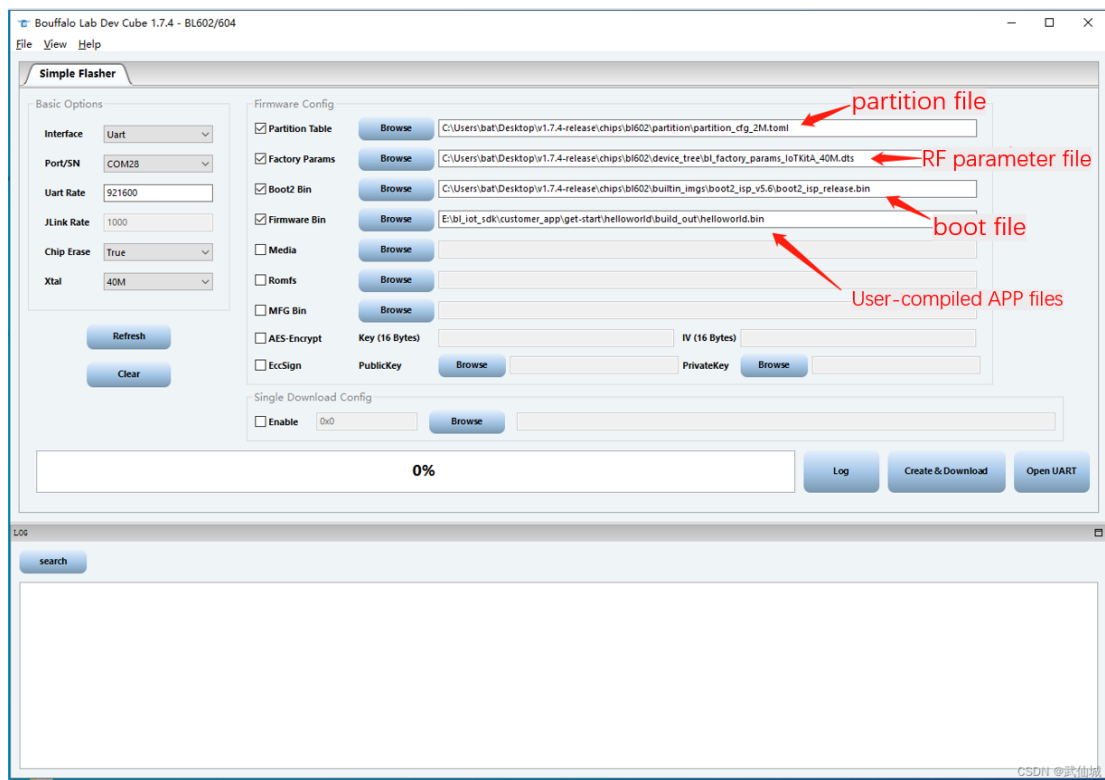 Bouffalo Lab Dev Cube 1.7.4 - BL602/604
File View Help
Simple Flasher
Basic Options
Interface Uart
Port/SN COM28
Uart Rate 921600
JLink Rate 1000
Chip Erase True
Xtal 40M
Refresh
Clear
Firmware Config
Partition Table Browse C:\Users\bat\Desktop\v1.7.4-release\chips\bl602\partition\partition_cfg_2M.toml
Factory Params Browse C:\Users\bat\Desktop\v1.7.4-release\chips\bl602\device_tree\bl_factory_params_IoTKitA_40M.dts
Boot2 Bin Browse C:\Users\bat\Desktop\v1.7.4-release\chips\bl602\builtin_imgs\boot2_isp_v5.6\boot2_isp_release.bin
Firmware Bin Browse E:\bl_iot_sdk\customer_app\get-start\helloworld\build_out\helloworld.bin
Media Browse
Romfs Browse
MFG Bin Browse
AES-Encrypt Key (16 Bytes) IV (16 Bytes)
EccSign PublicKey Browse PrivateKey Browse
partition file
RF parameter file
boot file
User-compiled APP files
Single Download Config
Enable 0x0 Browse
0% Log Create & Download Open UART
LOG
search
CSDN @武仙城